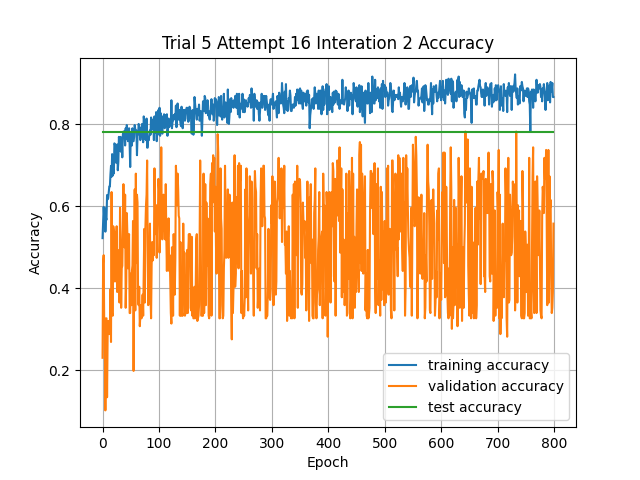 Trial 5 Attempt 16 Interation 2 Accuracy
Accuracy
0.8
0.6
0.4
0.2
training accuracy
validation accuracy
test accuracy
0 100 200 300 400 500 600 700 800
Epoch